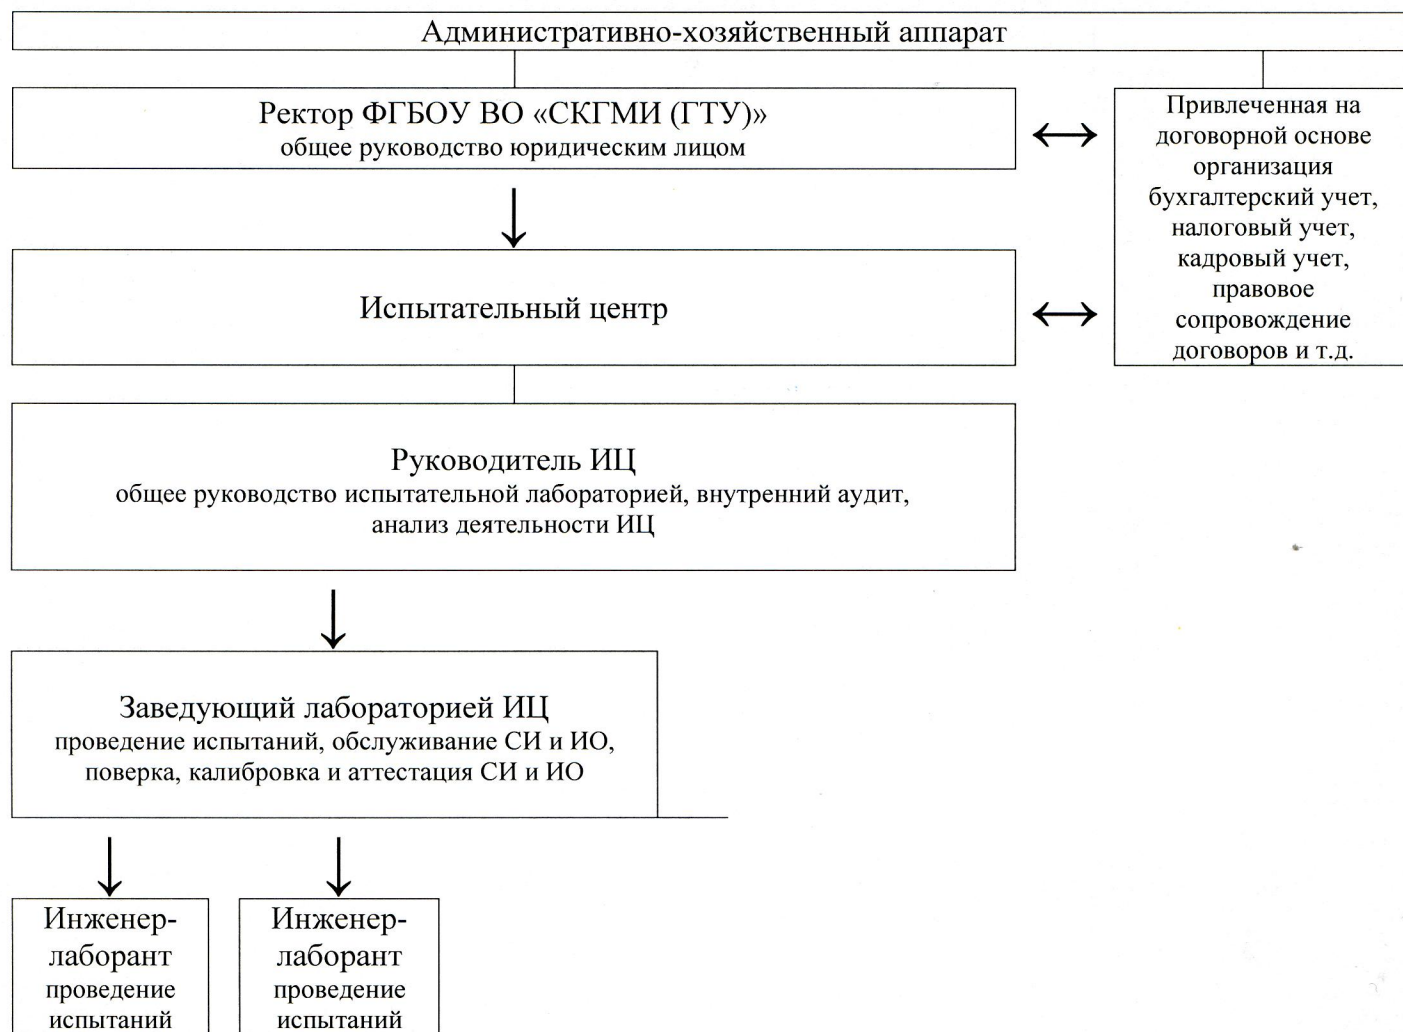 Административно-хозяйственный аппарат
Ректор ФГБОУ ВО «СКГМИ (ГТУ)»
общее руководство юридическим лицом
Привлеченная на
договорной основе
организация
бухгалтерский учет,
налоговый учет,
кадровый учет,
правовое
сопровождение
договоров и т.д.
Испытательный центр
Руководитель ИЦ
общее руководство испытательной лабораторией, внутренний аудит,
анализ деятельности ИЦ
Заведующий лабораторией ИЦ
проведение испытаний, обслуживание СИ и ИО,
поверка, калибровка и аттестация СИ и ИО
Инженер-
лаборант
проведение
испытаний
Инженер-
лаборант
проведение
испытаний